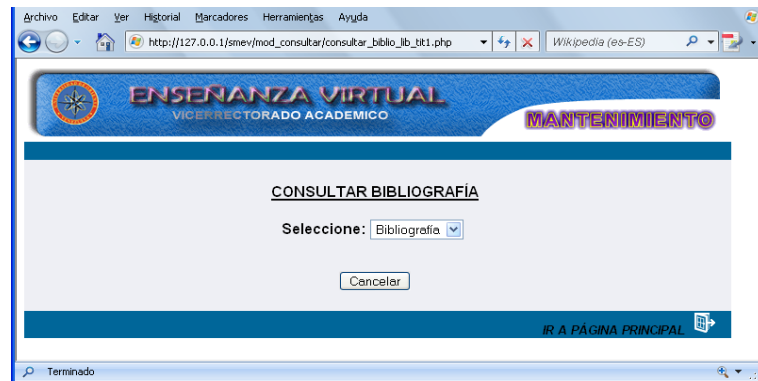 Archivo Editar Ver Historial Marcadores Herramientas Ayuda
http://127.0.0.1/smev/mod_consultar/consultar_biblio_lib_tit1.php Wikipedia (es-ES)
ENSEÑANZA VIRTUAL
VICERRECTORADO ACADEMICO
MANTENIMIENTO
CONSULTAR BIBLIOGRAFÍA
Seleccione: Bibliografía
Cancelar
IR A PÁGINA PRINCIPAL
Terminado